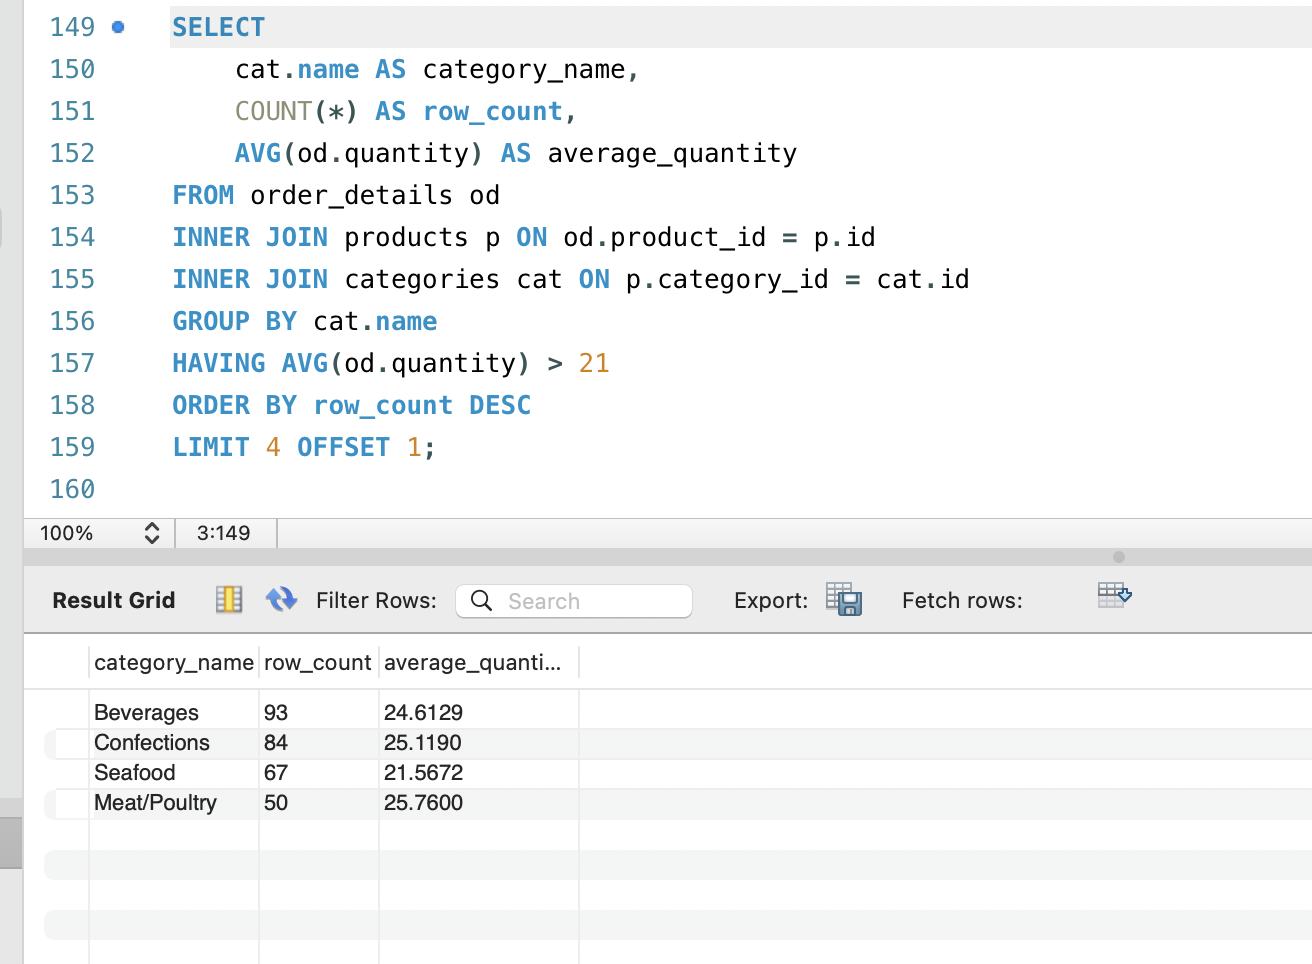 149 SELECT
150 cat.name AS category_name,
151 COUNT(*) AS row_count,
152 AVG(od.quantity) AS average_quantity
153 FROM order_details od
154 INNER JOIN products p ON od.product_id = p.id
155 INNER JOIN categories cat ON p.category_id = cat.id
156 GROUP BY cat.name
157 HAVING AVG(od.quantity) > 21
158 ORDER BY row_count DESC
159 LIMIT 4 OFFSET 1;
160
100% 3:149
Result Grid Filter Rows: Search Export: Fetch rows:
category_name row_count average_quanti...
Beverages 93 24.6129
Confections 84 25.1190
Seafood 67 21.5672
Meat/Poultry 50 25.7600